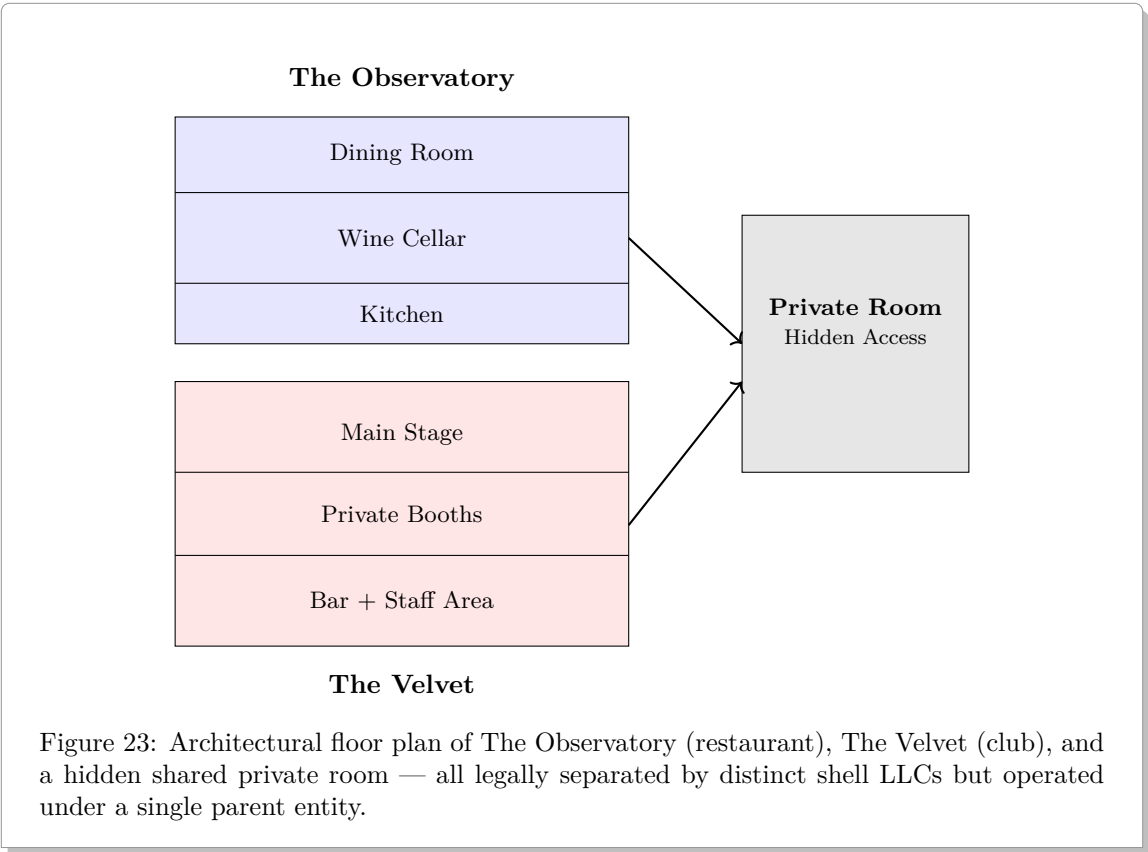 The Observatory
Dining Room
Wine Cellar
Kitchen
Private Room
Hidden Access
Main Stage
Private Booths
Bar + Staff Area
The Velvet
Figure 23: Architectural floor plan of The Observatory (restaurant), The Velvet (club), and
a hidden shared private room — all legally separated by distinct shell LLCs but operated
under a single parent entity.